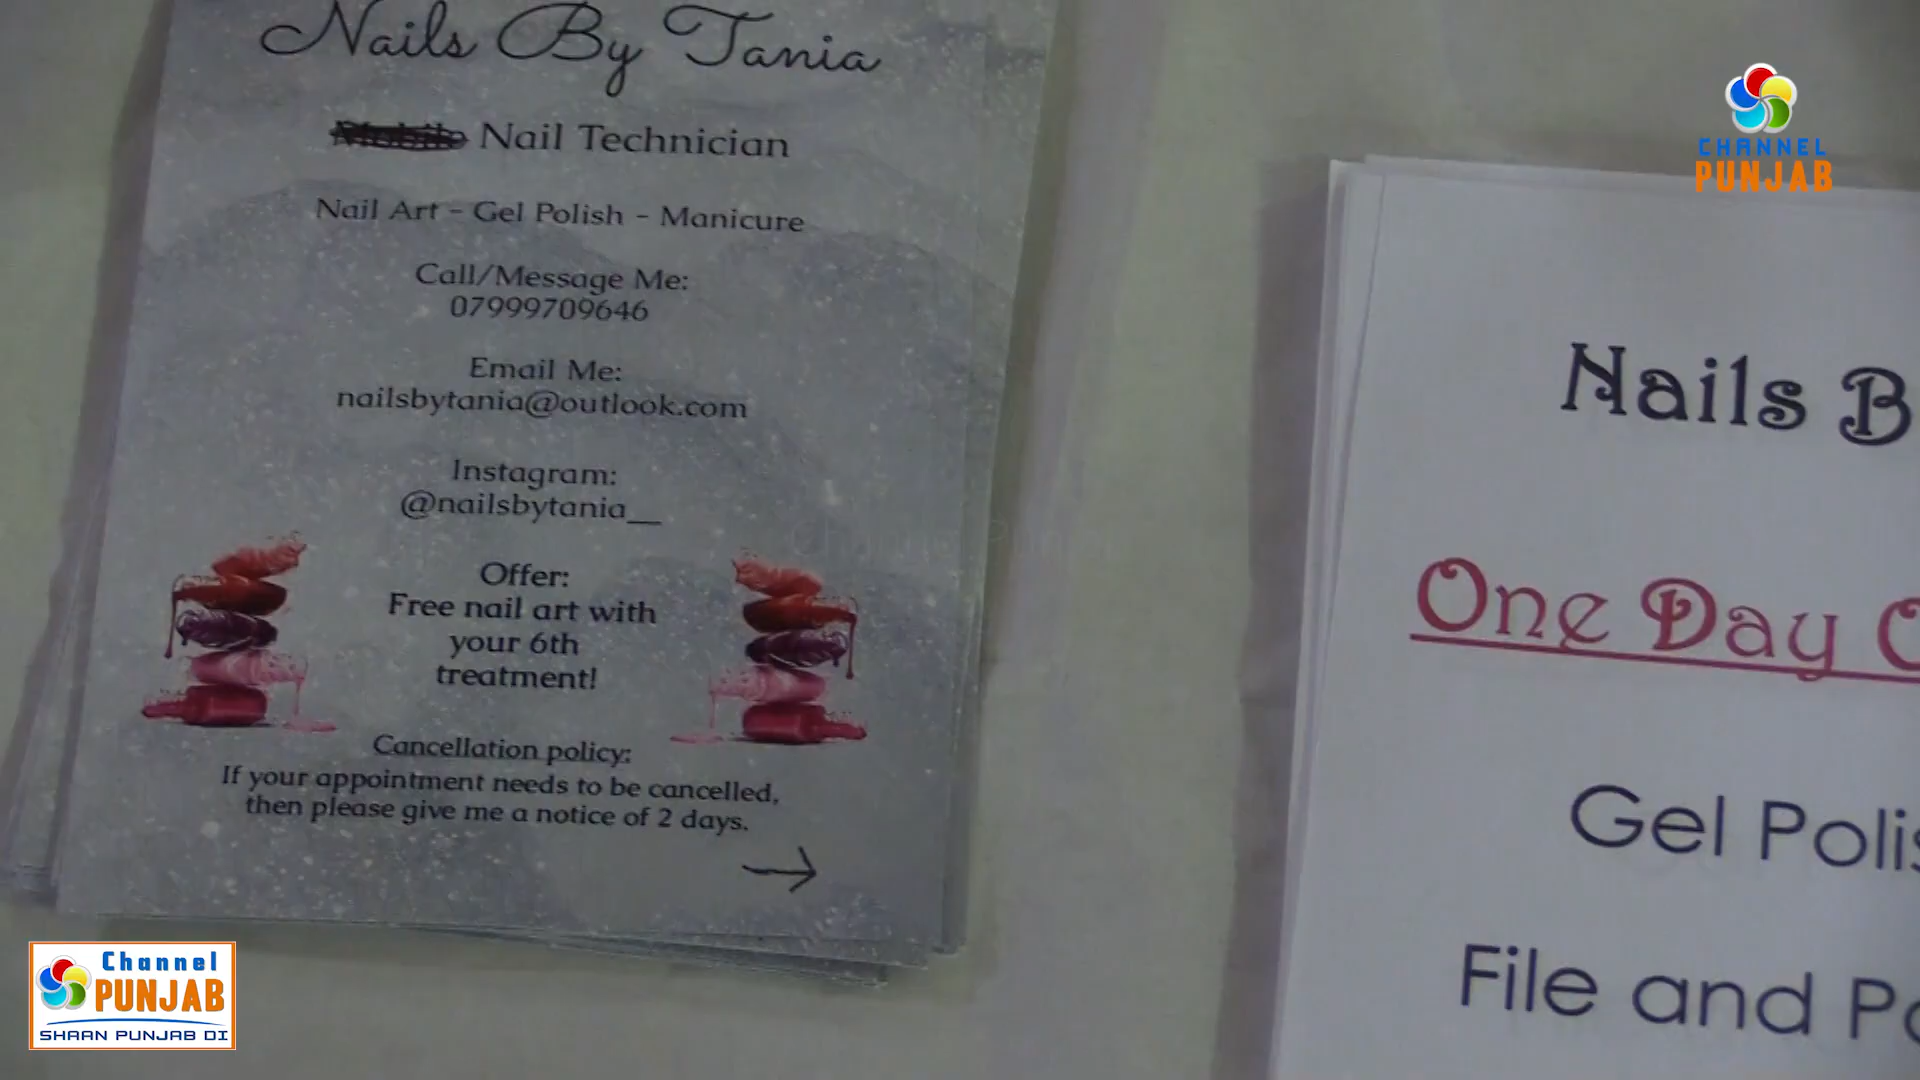 Nails By Tania
Nail Technician
Nail Art - Gel Polish - Manicure
Call/Message Me:
07999709646
Email Me:
nailsbytania@outlook.com
Instagram:
@nailsbytania__
Offer:
Free nail art with
your 6th
treatment!
Cancellation policy:
If your appointment needs to be cancelled,
then please give me a notice of 2 days.
Nails B
One Day
Gel Polis
File and Po
CHANNEL
PUNJAB
Channel
PUNJAB
SHAAN PUNJAB DI